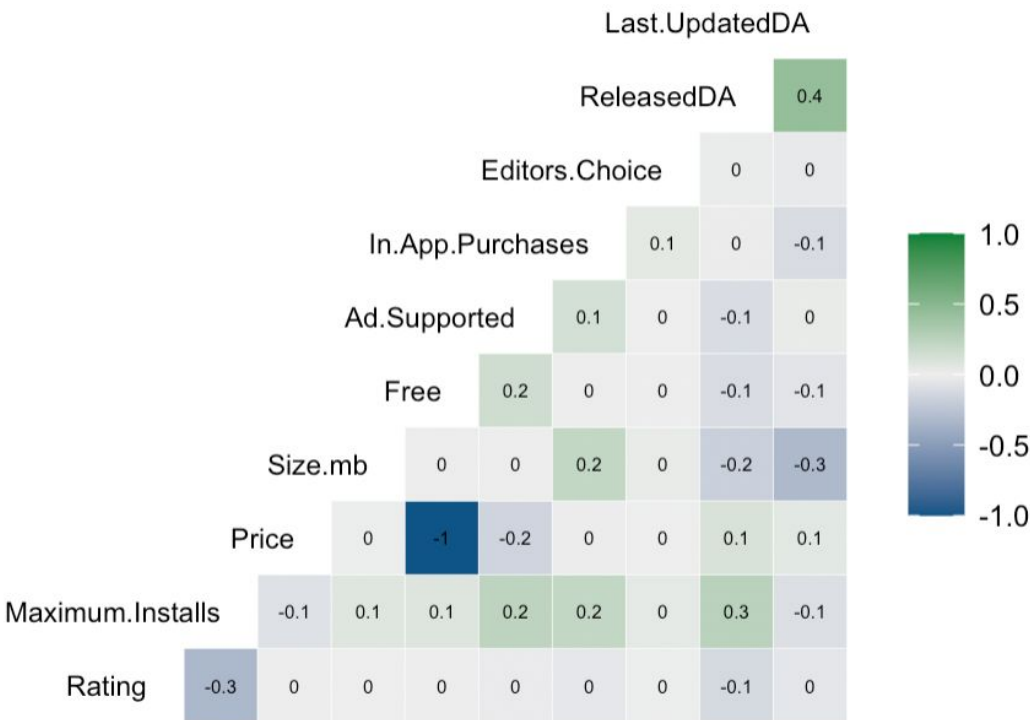 Last.UpdatedDA
ReleasedDA 0.4
Editors.Choice 0 0
In.App.Purchases 0.1 0 -0.1
Ad.Supported 0.1 0 -0.1 0
Free 0.2 0 0 -0.1 -0.1
Size.mb 0 0 0.2 0 -0.2 -0.3
Price 0 -1 -0.2 0 0 0.1 0.1
Maximum.Installs -0.1 0.1 0.1 0.2 0.2 0 0.3 -0.1
Rating -0.3 0 0 0 0 0 0 -0.1 0
1.0
0.5
0.0
-0.5
-1.0